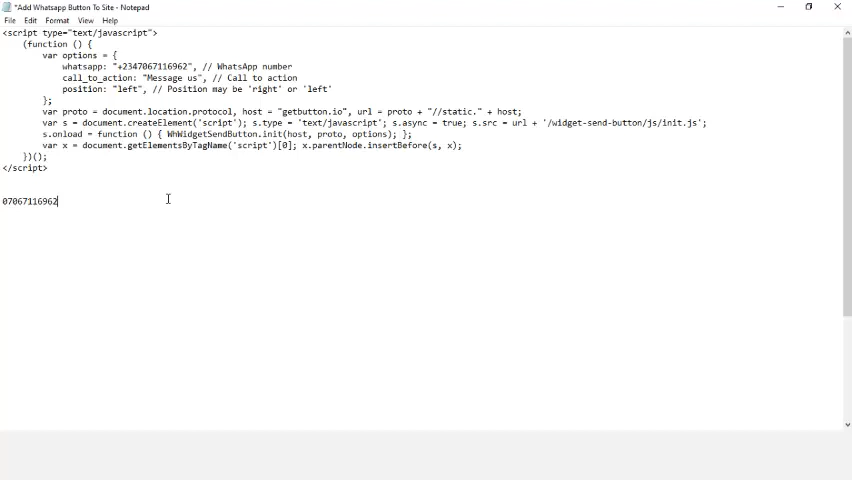 *Add Whatsapp Button To Site - Notepad
File Edit Format View Help
<script type="text/javascript">
(function () {
var options = {
whatsapp: "+2347067116962", // WhatsApp number
call_to_action: "Message us", // Call to action
position: "left", // Position may be 'right' or 'left'
};
var proto = document.location.protocol, host = "getbutton.io", url = proto + "//static." + host;
var s = document.createElement('script'); s.type = 'text/javascript'; s.async = true; s.src = url + '/widget-send-button/js/init.js';
s.onload = function () { WhWidgetSendButton.init(host, proto, options); };
var x = document.getElementsByTagName('script')[0]; x.parentNode.insertBefore(s, x);
})();
</script>
07067116962